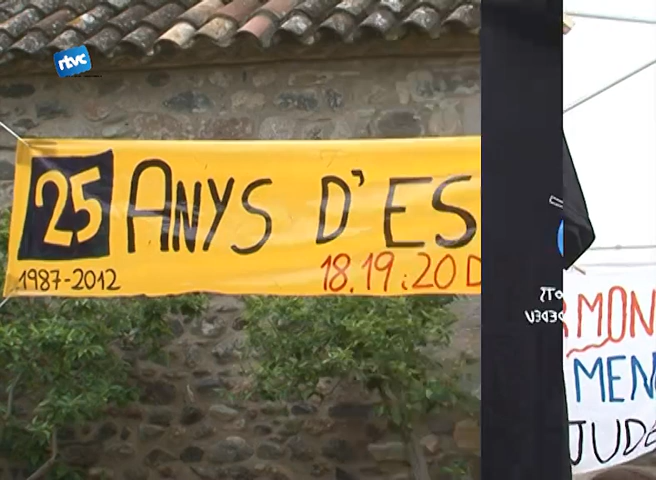 rtvc
25 ANYS D'ES
1987-2012
18.19 i 20 D
MON
MEN
JUDE